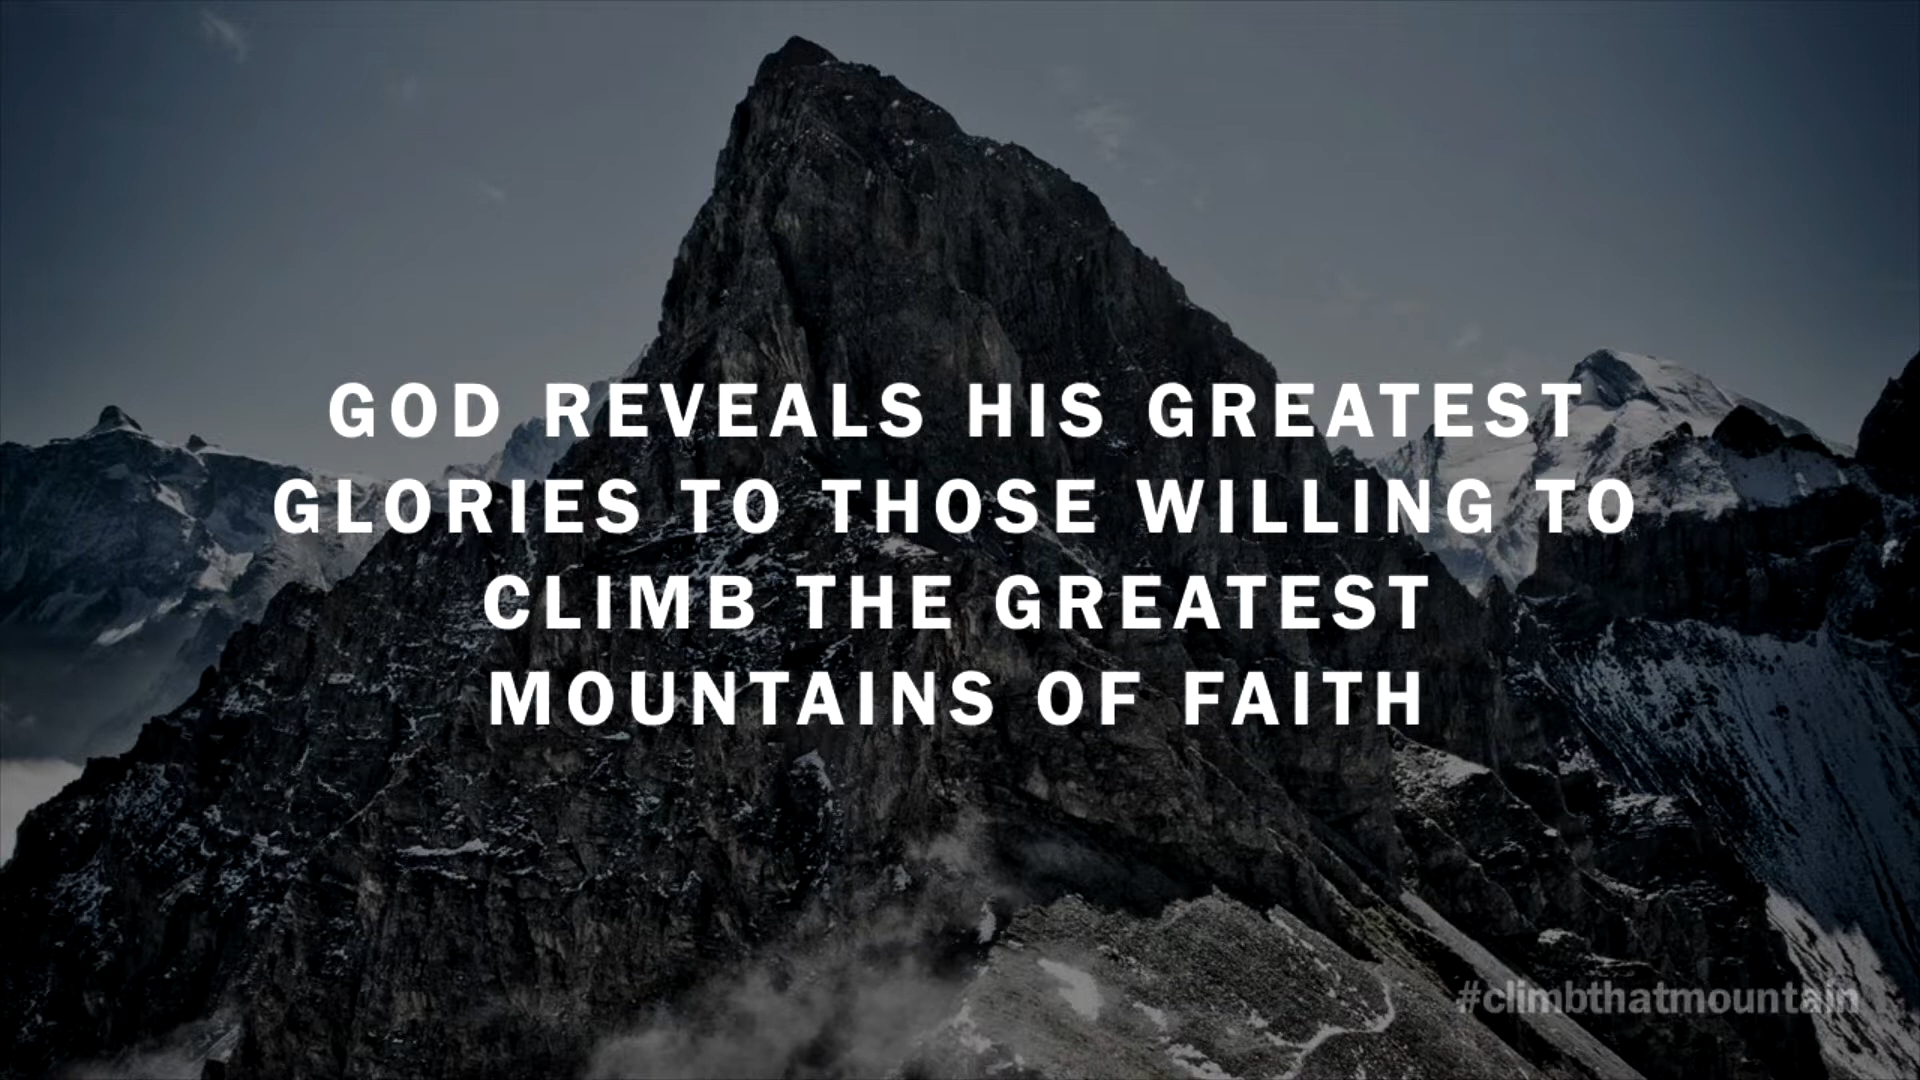 GOD REVEALS HIS GREATEST
GLORIES TO THOSE WILLING TO
CLIMB THE GREATEST
MOUNTAINS OF FAITH
#climbthatmountain